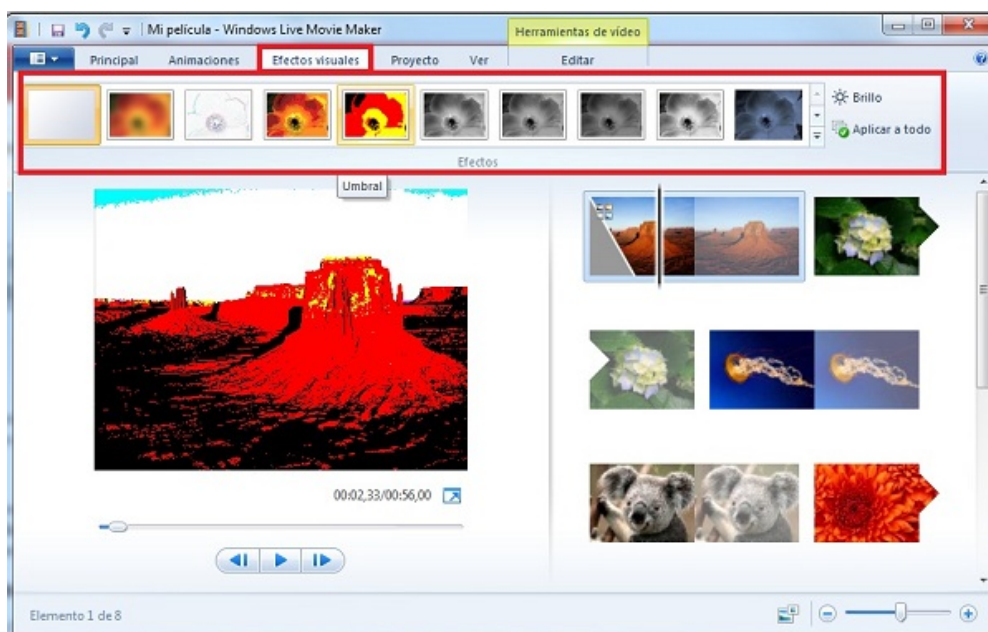 Mi película - Windows Live Movie Maker
Herramientas de vídeo
Principal Animaciones Efectos visuales Proyecto Ver Editar
Brillo
Aplicar a todo
Efectos
Umbral
00:02,33/00:56,00
Elemento 1 de 8